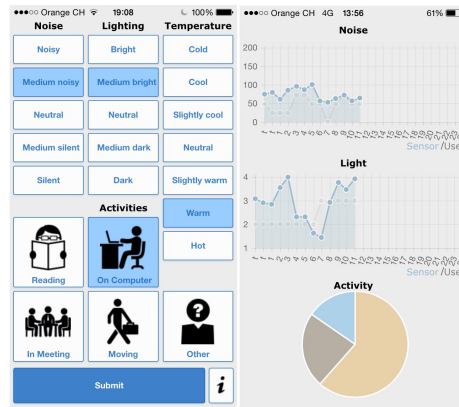 Orange CH 19:08 100%
Noise Lighting Temperature
Noisy Bright Cold
Medium noisy Medium bright Cool
Neutral Neutral Slightly cool
Medium silent Medium dark Neutral
Silent Dark Slightly warm
Activities Warm
Hot
Reading On Computer
In Meeting Moving Other
Submit i
Orange CH 4G 13:56 61%
Noise
200
150
100
50
0
Sensor /Use
Light
4
3
2
1
Sensor /Use
Activity